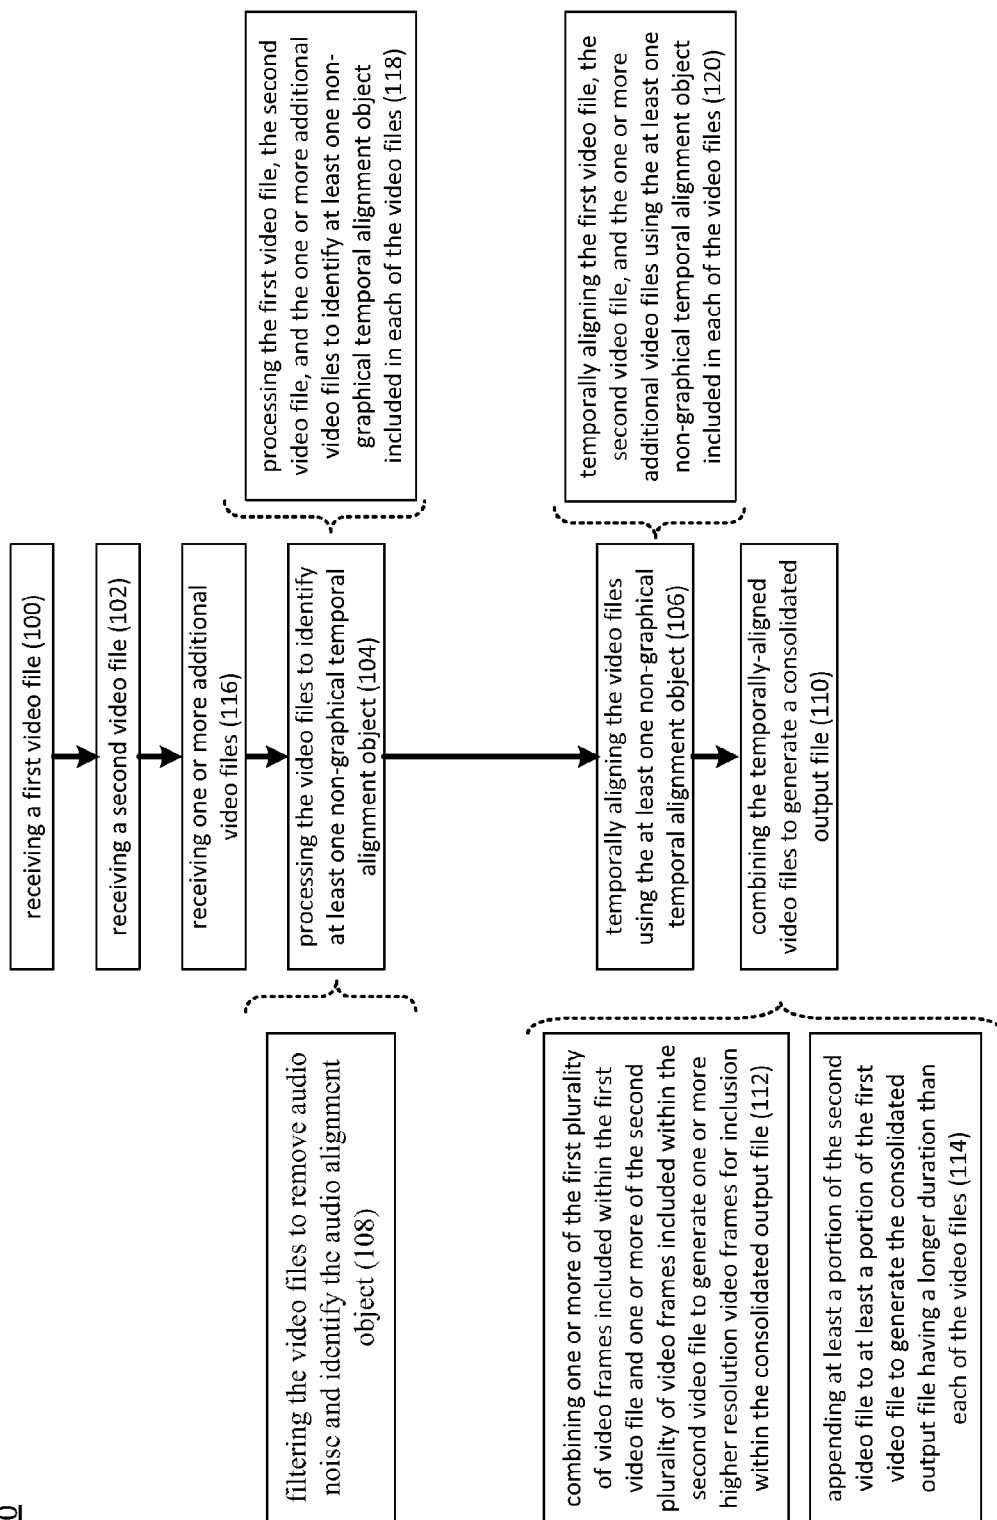 receiving a first video file (100)
receiving a second video file (102)
receiving one or more additional
video files (116)
processing the video files to identify
at least one non-graphical temporal
alignment object (104)
processing the first video file, the second
video file, and the one or more additional
video files to identify at least one non-
graphical temporal alignment object
included in each of the video files (118)
filtering the video files to remove audio
noise and identify the audio alignment
object (108)
temporally aligning the video files
using the at least one non-graphical
temporal alignment object (106)
temporally aligning the first video file, the
second video file, and the one or more
additional video files using the at least one
non-graphical temporal alignment object
included in each of the video files (120)
combining the temporally-aligned
video files to generate a consolidated
output file (110)
combining one or more of the first plurality
of video frames included within the first
video file and one or more of the second
plurality of video frames included within the
second video file to generate one or more
higher resolution video frames for inclusion
within the consolidated output file (112)
appending at least a portion of the second
video file to at least a portion of the first
video file to generate the consolidated
output file having a longer duration than
each of the video files (114)